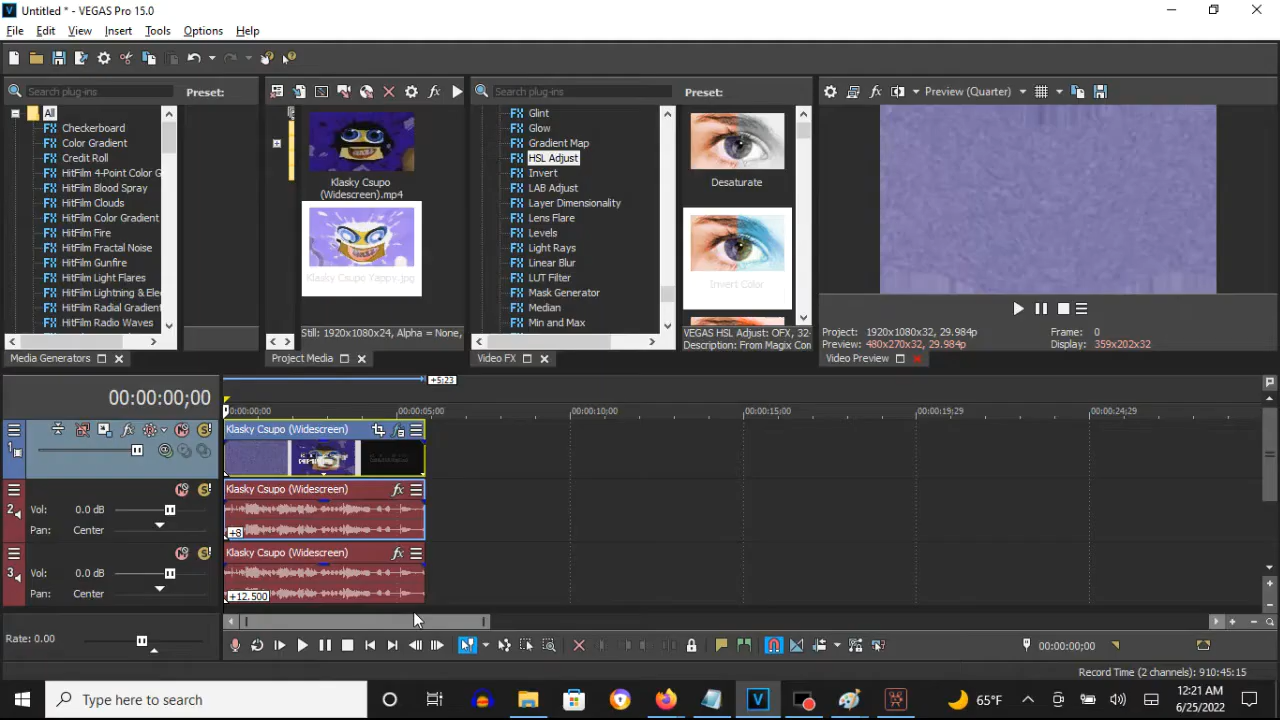 Untitled * - VEGAS Pro 15.0
File Edit View Insert Tools Options Help
Search plug-ins
Preset:
All
Checkerboard
Color Gradient
Credit Roll
HitFilm 4-Point Color G
HitFilm Blood Spray
HitFilm Clouds
HitFilm Color Gradient
HitFilm Fire
HitFilm Fractal Noise
HitFilm Gunfire
HitFilm Light Flares
HitFilm Lightning & Ele
HitFilm Radial Gradient
HitFilm Radio Waves
Media Generators
Klasky Csupo
(Widescreen).mp4
Klasky Csupo Yappy.jpg
Still: 1920x1080x24, Alpha = None,
Project Media
Search plug-ins
Preset:
Glint
Glow
Gradient Map
HSL Adjust
Invert
LAB Adjust
Layer Dimensionality
Lens Flare
Levels
Light Rays
Linear Blur
LUT Filter
Mask Generator
Median
Min and Max
Desaturate
Invert Color
VEGAS HSL Adjust: OFX, 32-
Description: From Magix Con
Video FX
Preview (Quarter)
Project: 1920x1080x32, 29.984p
Preview: 480x270x32, 29.984p
Frame: 0
Display: 359x202x32
Video Preview
00:00:00;00
+5;23
00:00:00;00 00:00:05;00 00:00:10;00 00:00:15;00 00:00:19;29 00:00:24;29
1
Klasky Csupo (Widescreen)
2
Vol: 0.0 dB
Pan: Center
Klasky Csupo (Widescreen)
+8
3
Vol: 0.0 dB
Pan: Center
Klasky Csupo (Widescreen)
+12.500
Rate: 0.00
00:00:00;00
Record Time (2 channels): 910:45:15
Type here to search
65°F
12:21 AM
6/25/2022